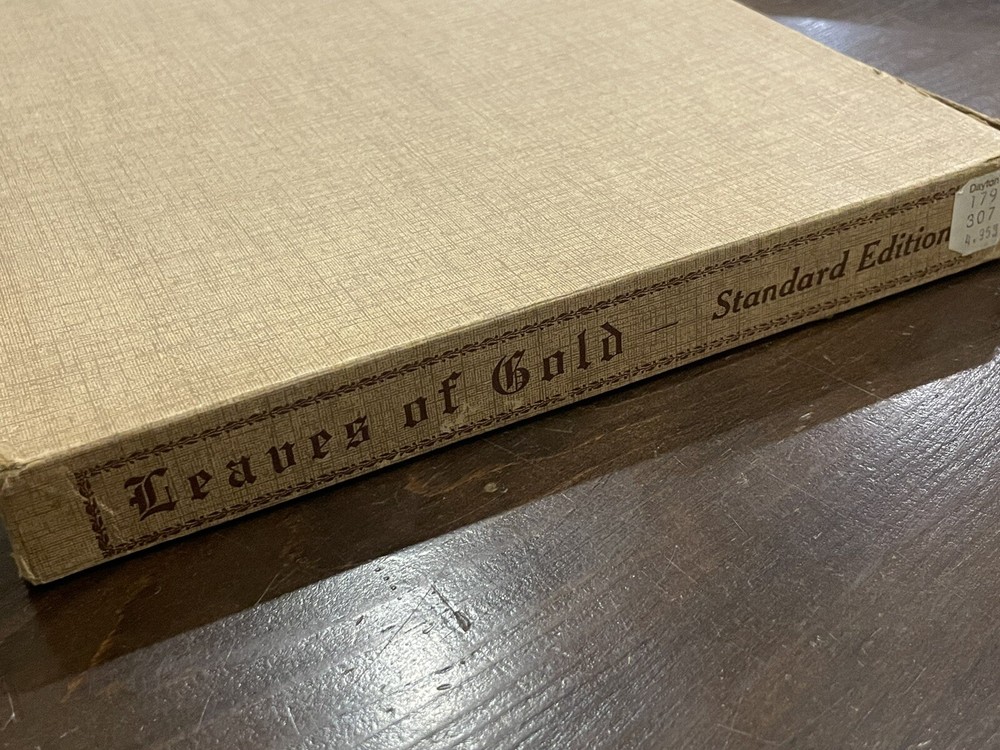 Leaves of Gold — Standard Edition
Dayton
179
307